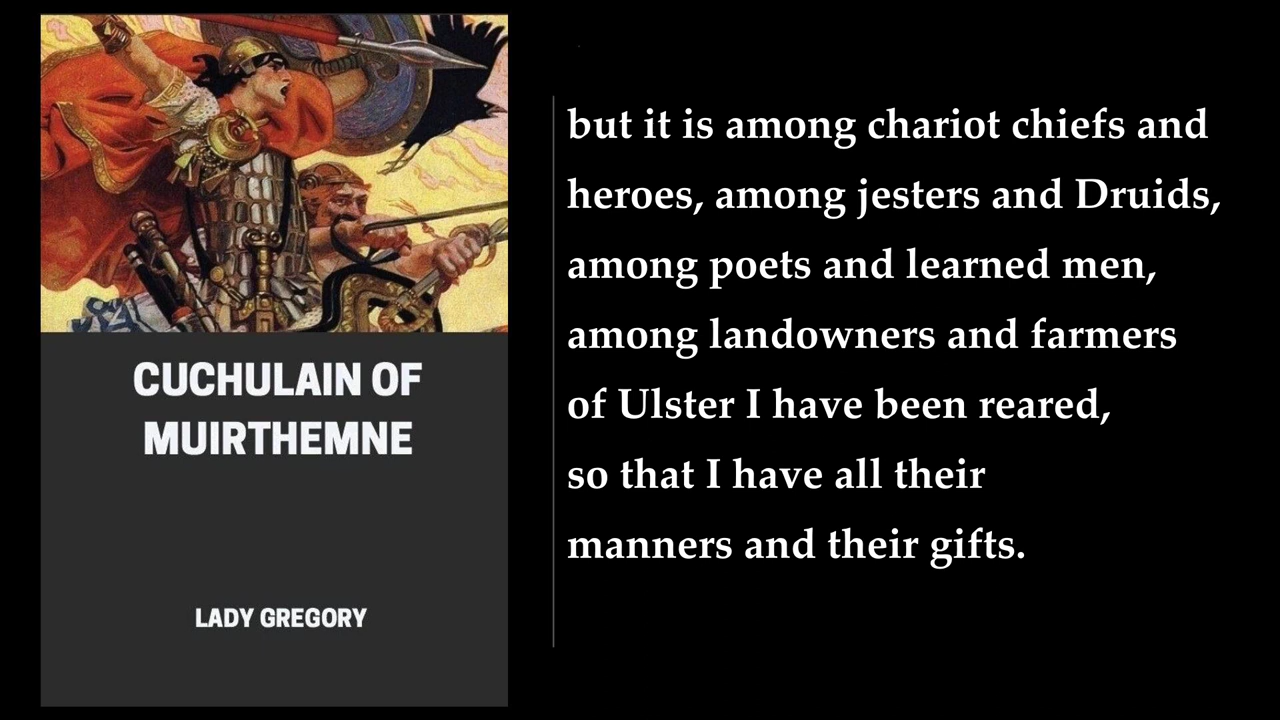 CUCHULAIN OF
MUIRTHEMNE
LADY GREGORY
but it is among chariot chiefs and
heroes, among jesters and Druids,
among poets and learned men,
among landowners and farmers
of Ulster I have been reared,
so that I have all their
manners and their gifts.